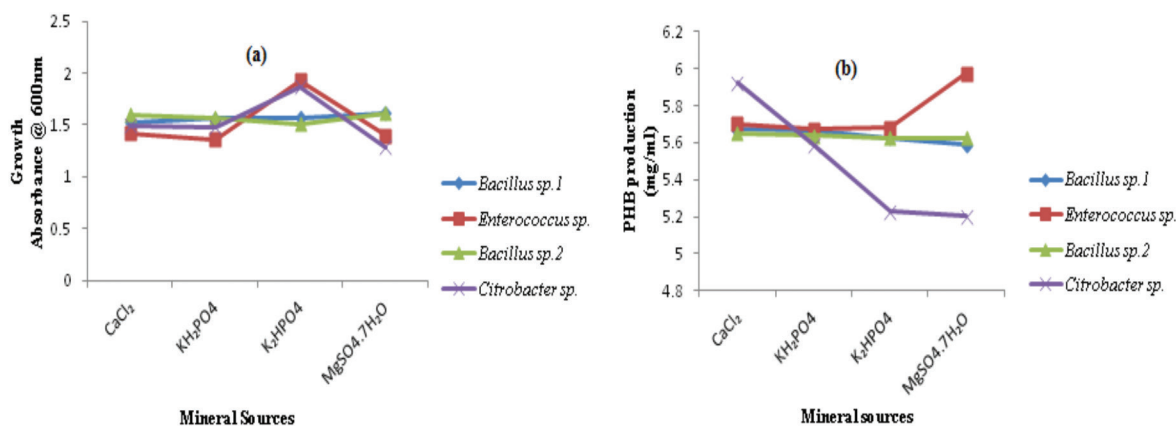 (a)
Growth
Absorbance @ 600nm
2.5
2
1.5
1
0.5
0
CaCl₂
KH₂PO4
K₂HPO4
MgSO4.7H₂O
Mineral Sources
Bacillus sp.1
Enterococcus sp.
Bacillus sp.2
Citrobacter sp.
(b)
PHB production
(mg/ml)
6.2
6
5.8
5.6
5.4
5.2
5
4.8
CaCl₂
KH₂PO4
K₂HPO4
MgSO4.7H₂O
Mineral sources
Bacillus sp.1
Enterococcus sp.
Bacillus sp.2
Citrobacter sp.